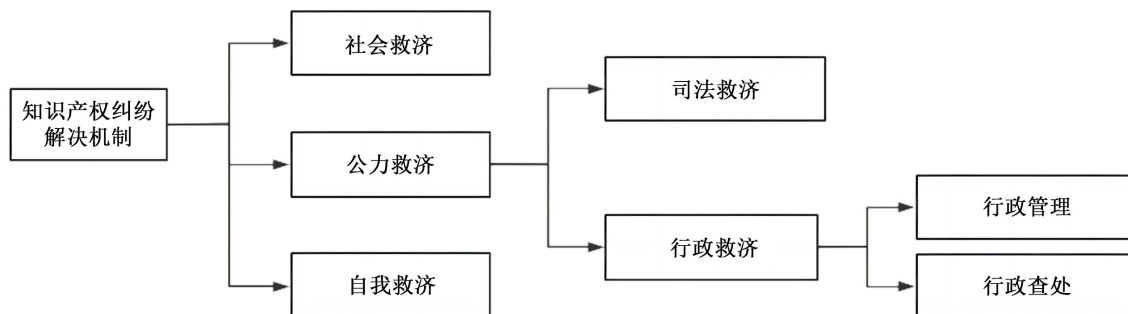 知识产权纠纷
解决机制
社会救济
公力救济
自我救济
司法救济
行政救济
行政管理
行政查处